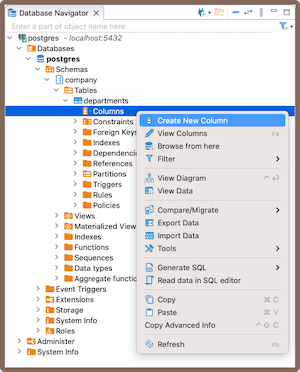 Database Navigator
Enter a part of object name here
postgres - localhost:5432
Databases
postgres
Schemas
company
Tables
departments
Columns
Constraints
Foreign Keys
Indexes
Dependencie
References
Partitions
Triggers
Rules
Policies
Views
Materialized View
Indexes
Functions
Sequences
Data types
Aggregate function
Event Triggers
Extensions
Storage
System Info
Roles
Administer
System Info
Create New Column
View Columns F4
Browse from here
Filter
View Diagram
View Data
Compare/Migrate
Export Data
Import Data
Tools
Generate SQL
Read data in SQL editor
Copy ⌘ C
Paste ⌘ V
Copy Advanced Info ^ ⇧ C
Refresh F5